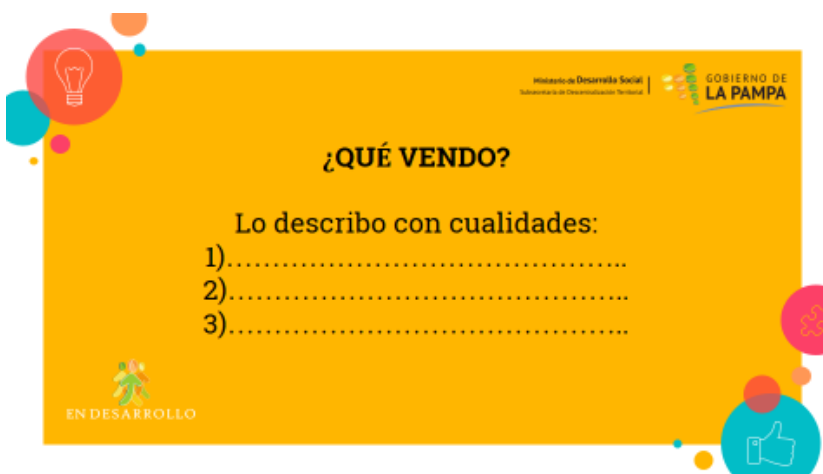 Ministerio de Desarrollo Social
Subsecretaría de Descentralización Territorial
GOBIERNO DE
LA PAMPA
¿QUÉ VENDO?
Lo describo con cualidades:
1)……………………………………..
2)……………………………………..
3)……………………………………..
EN DESARROLLO